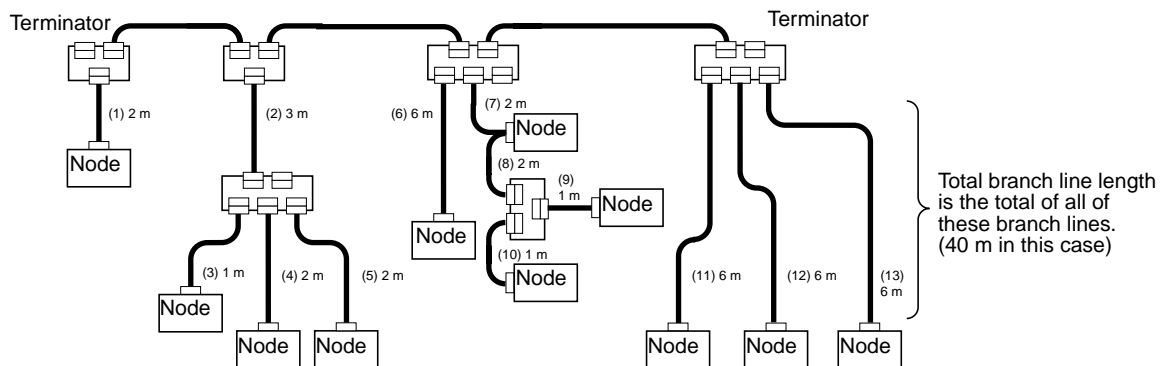 Terminator
Terminator
(1) 2 m
(2) 3 m
(6) 6 m
(7) 2 m
Node
Node
(8) 2 m
(9)
1 m
Node
Total branch line length
is the total of all of
these branch lines.
(40 m in this case)
Node
(3) 1 m
(4) 2 m
(5) 2 m
(10) 1 m
Node
(11) 6 m
(12) 6 m
(13)
6 m
Node
Node
Node
Node
Node
Node